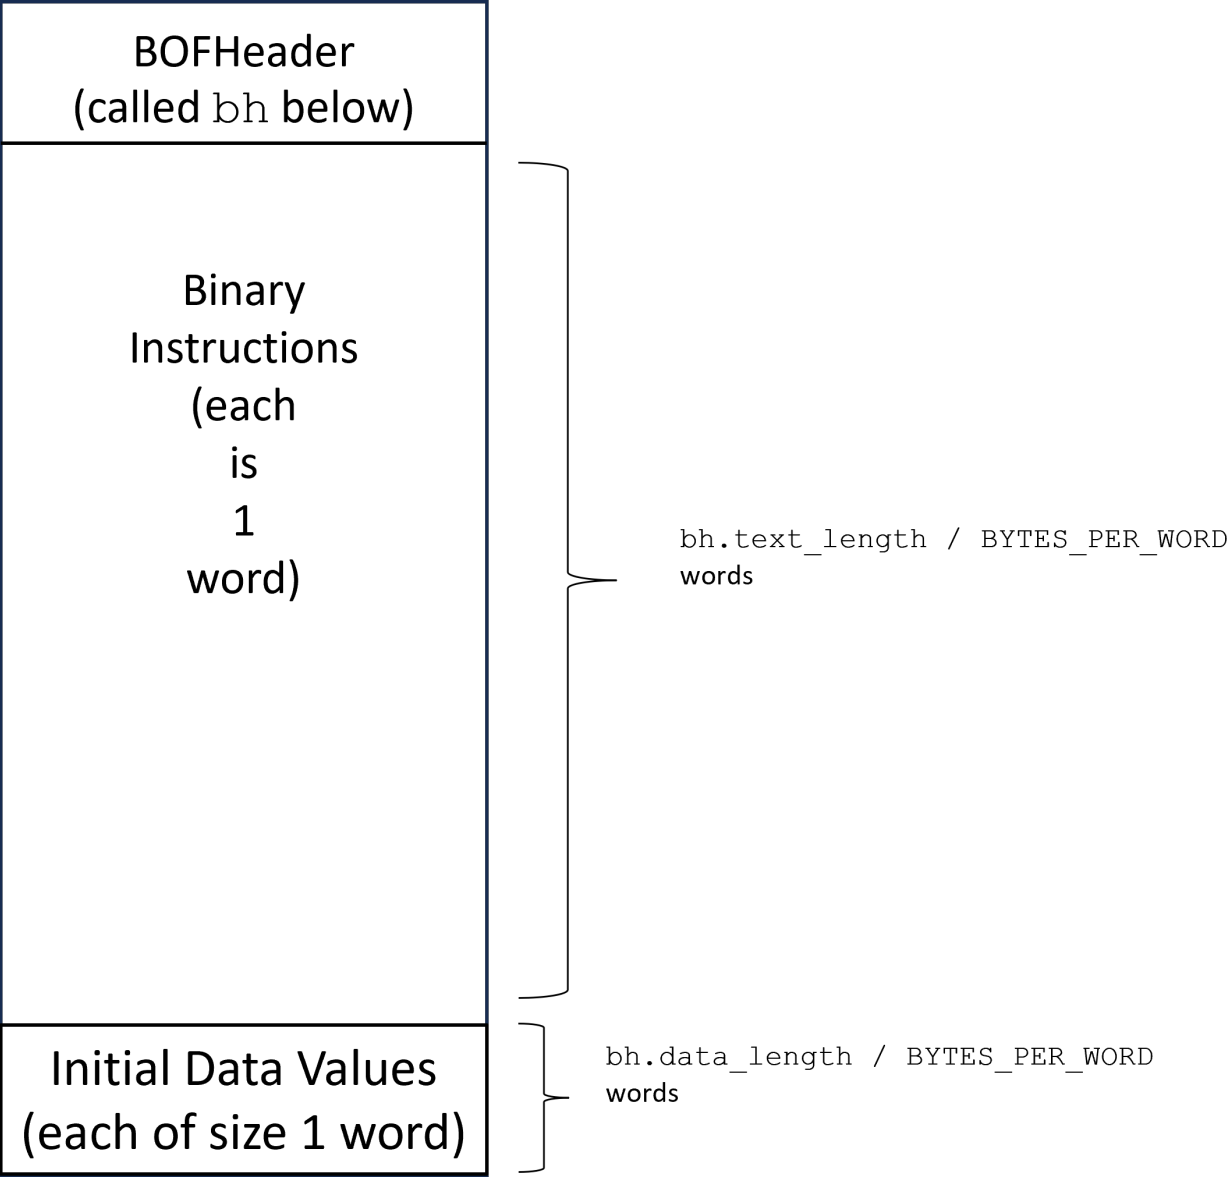 BOFHeader
(called bh below)
Binary
Instructions
(each
is
1
word)
bh.text_length / BYTES_PER_WORD
words
Initial Data Values
(each of size 1 word)
bh.data_length / BYTES_PER_WORD
words